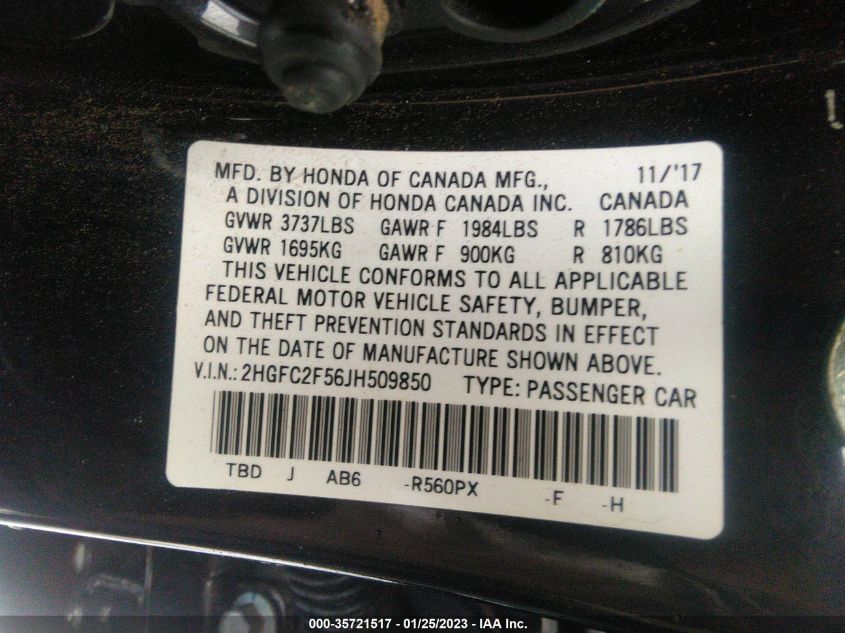 MFD. BY HONDA OF CANADA MFG., 11/'17
A DIVISION OF HONDA CANADA INC. CANADA
GVWR 3737LBS GAWR F 1984LBS R 1786LBS
GVWR 1695KG GAWR F 900KG R 810KG
THIS VEHICLE CONFORMS TO ALL APPLICABLE
FEDERAL MOTOR VEHICLE SAFETY, BUMPER,
AND THEFT PREVENTION STANDARDS IN EFFECT
ON THE DATE OF MANUFACTURE SHOWN ABOVE.
V.I.N.: 2HGFC2F56JH509850 TYPE: PASSENGER CAR
TBD J AB6 -R560PX -F -H
000-35721517 - 01/25/2023 - IAA Inc.